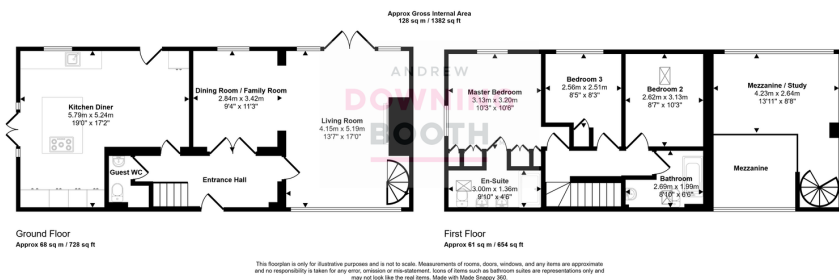 Approx Gross Internal Area
128 sq m / 1382 sq ft
ANDREW
DOWNING
BOOTH
Kitchen Diner
5.79m x 5.24m
19'0" x 17'2"
Dining Room / Family Room
2.84m x 3.42m
9'4" x 11'3"
Living Room
4.15m x 5.19m
13'7" x 17'0"
Guest WC
Entrance Hall
Master Bedroom
3.13m x 3.20m
10'3" x 10'6"
Bedroom 3
2.56m x 2.51m
8'5" x 8'3"
Bedroom 2
2.62m x 3.13m
8'7" x 10'3"
Mezzanine / Study
4.23m x 2.64m
13'11" x 8'8"
En-Suite
3.00m x 1.36m
9'10" x 4'6"
Bathroom
2.69m x 1.99m
8'10" x 6'6"
Mezzanine
Ground Floor
Approx 68 sq m / 728 sq ft
First Floor
Approx 61 sq m / 654 sq ft
This floorplan is only for illustrative purposes and is not to scale. Measurements of rooms, doors, windows, and any items are approximate
and no responsibility is taken for any error, omission or mis-statement. Icons of items such as bathroom suites are representations only and
may not look like the real items. Made with Made Snappy 360.